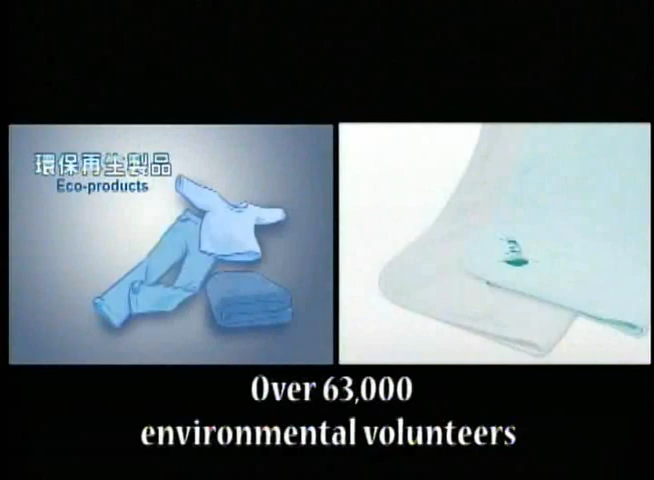 環保再生製品
Eco-products
Over 63,000
environmental volunteers